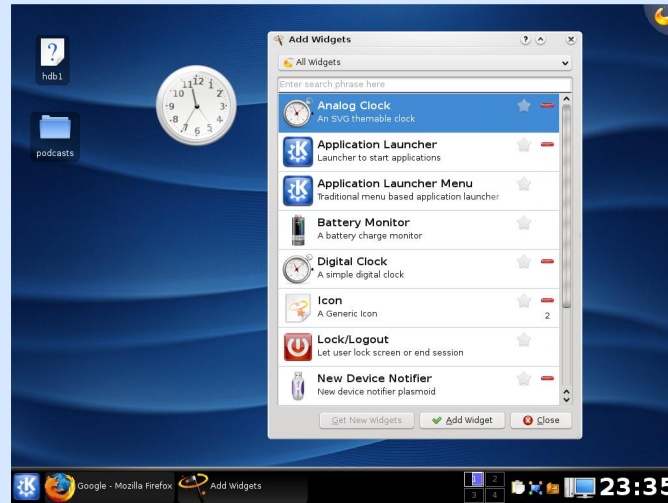 Add Widgets
All Widgets
Enter search phrase here
Analog Clock
An SVG themable clock
Application Launcher
Launcher to start applications
Application Launcher Menu
Traditional menu based application launcher
Battery Monitor
A battery charge monitor
Digital Clock
A simple digital clock
Icon
A Generic Icon
2
Lock/Logout
Let user lock screen or end session
New Device Notifier
New device notifier plasmoid
Get New Widgets
Add Widget
Close
?
hdb1
podcasts
12
1
2
3
4
5
6
7
8
9
10
11
Google - Mozilla Firefox
Add Widgets
1
2
3
4
23:35